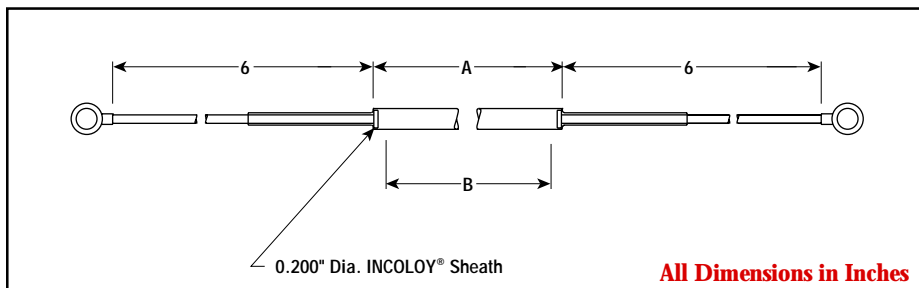 6 A 6
B
0.200" Dia. INCOLOY® Sheath
All Dimensions in Inches